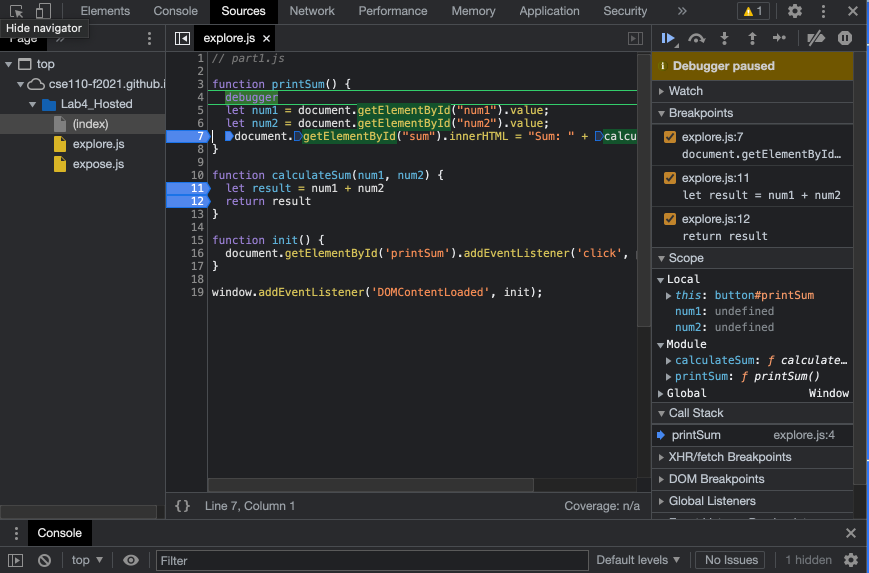 Elements Console Sources Network Performance Memory Application Security » 1
Hide navigator
Page »
explore.js
top
cse110-f2021.github.i
Lab4_Hosted
(index)
explore.js
expose.js
1 // part1.js
2
3 function printSum() {
4 debugger
5 let num1 = document.getElementById("num1").value;
6 let num2 = document.getElementById("num2").value;
7 document.getElementById("sum").innerHTML = "Sum: " + calcu
8 }
9
10 function calculateSum(num1, num2) {
11 let result = num1 + num2
12 return result
13 }
14
15 function init() {
16 document.getElementById('printSum').addEventListener('click',
17 }
18
19 window.addEventListener('DOMContentLoaded', init);
{} Line 7, Column 1 Coverage: n/a
Debugger paused
Watch
Breakpoints
explore.js:7
document.getElementById…
explore.js:11
let result = num1 + num2
explore.js:12
return result
Scope
Local
this: button#printSum
num1: undefined
num2: undefined
Module
calculateSum: ƒ calculate…
printSum: ƒ printSum()
Global Window
Call Stack
printSum explore.js:4
XHR/fetch Breakpoints
DOM Breakpoints
Global Listeners
Console
top Filter Default levels No Issues 1 hidden